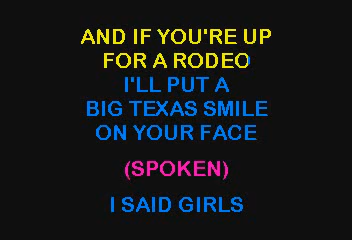 AND IF YOU'RE UP
FOR A RODEO
I'LL PUT A
BIG TEXAS SMILE
ON YOUR FACE
(SPOKEN)
I SAID GIRLS